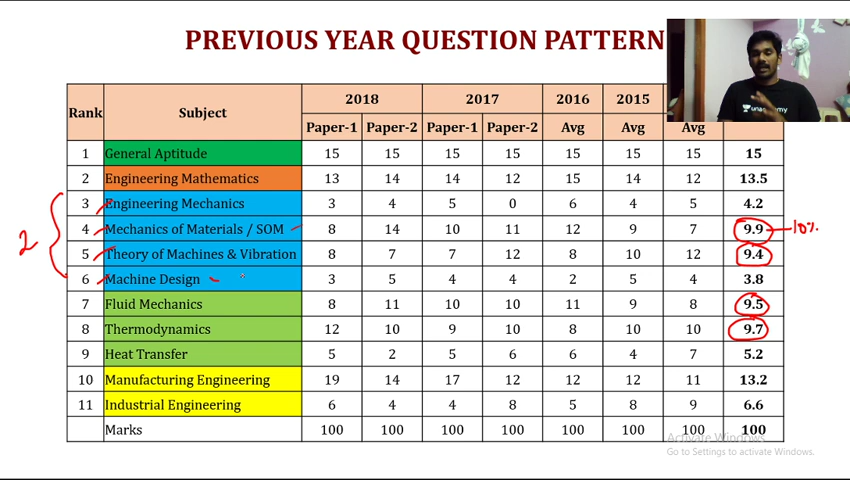 PREVIOUS YEAR QUESTION PATTERN
Rank Subject 2018 2017 2016 2015
Paper-1 Paper-2 Paper-1 Paper-2 Avg Avg Avg
1 General Aptitude 15 15 15 15 15 15 15 15
2 Engineering Mathematics 13 14 14 12 15 14 12 13.5
3 Engineering Mechanics 3 4 5 0 6 4 5 4.2
4 Mechanics of Materials / SOM 8 14 10 11 12 9 7 9.9 10%
2
5 Theory of Machines & Vibration 8 7 7 12 8 10 12 9.4
6 Machine Design 3 5 4 4 2 5 4 3.8
7 Fluid Mechanics 8 11 10 10 11 9 8 9.5
8 Thermodynamics 12 10 9 10 8 10 10 9.7
9 Heat Transfer 5 2 5 6 6 4 7 5.2
10 Manufacturing Engineering 19 14 17 12 12 12 11 13.2
11 Industrial Engineering 6 4 4 8 5 8 9 6.6
Marks 100 100 100 100 100 100 100 100
Activate Windows
Go to Settings to activate Windows.